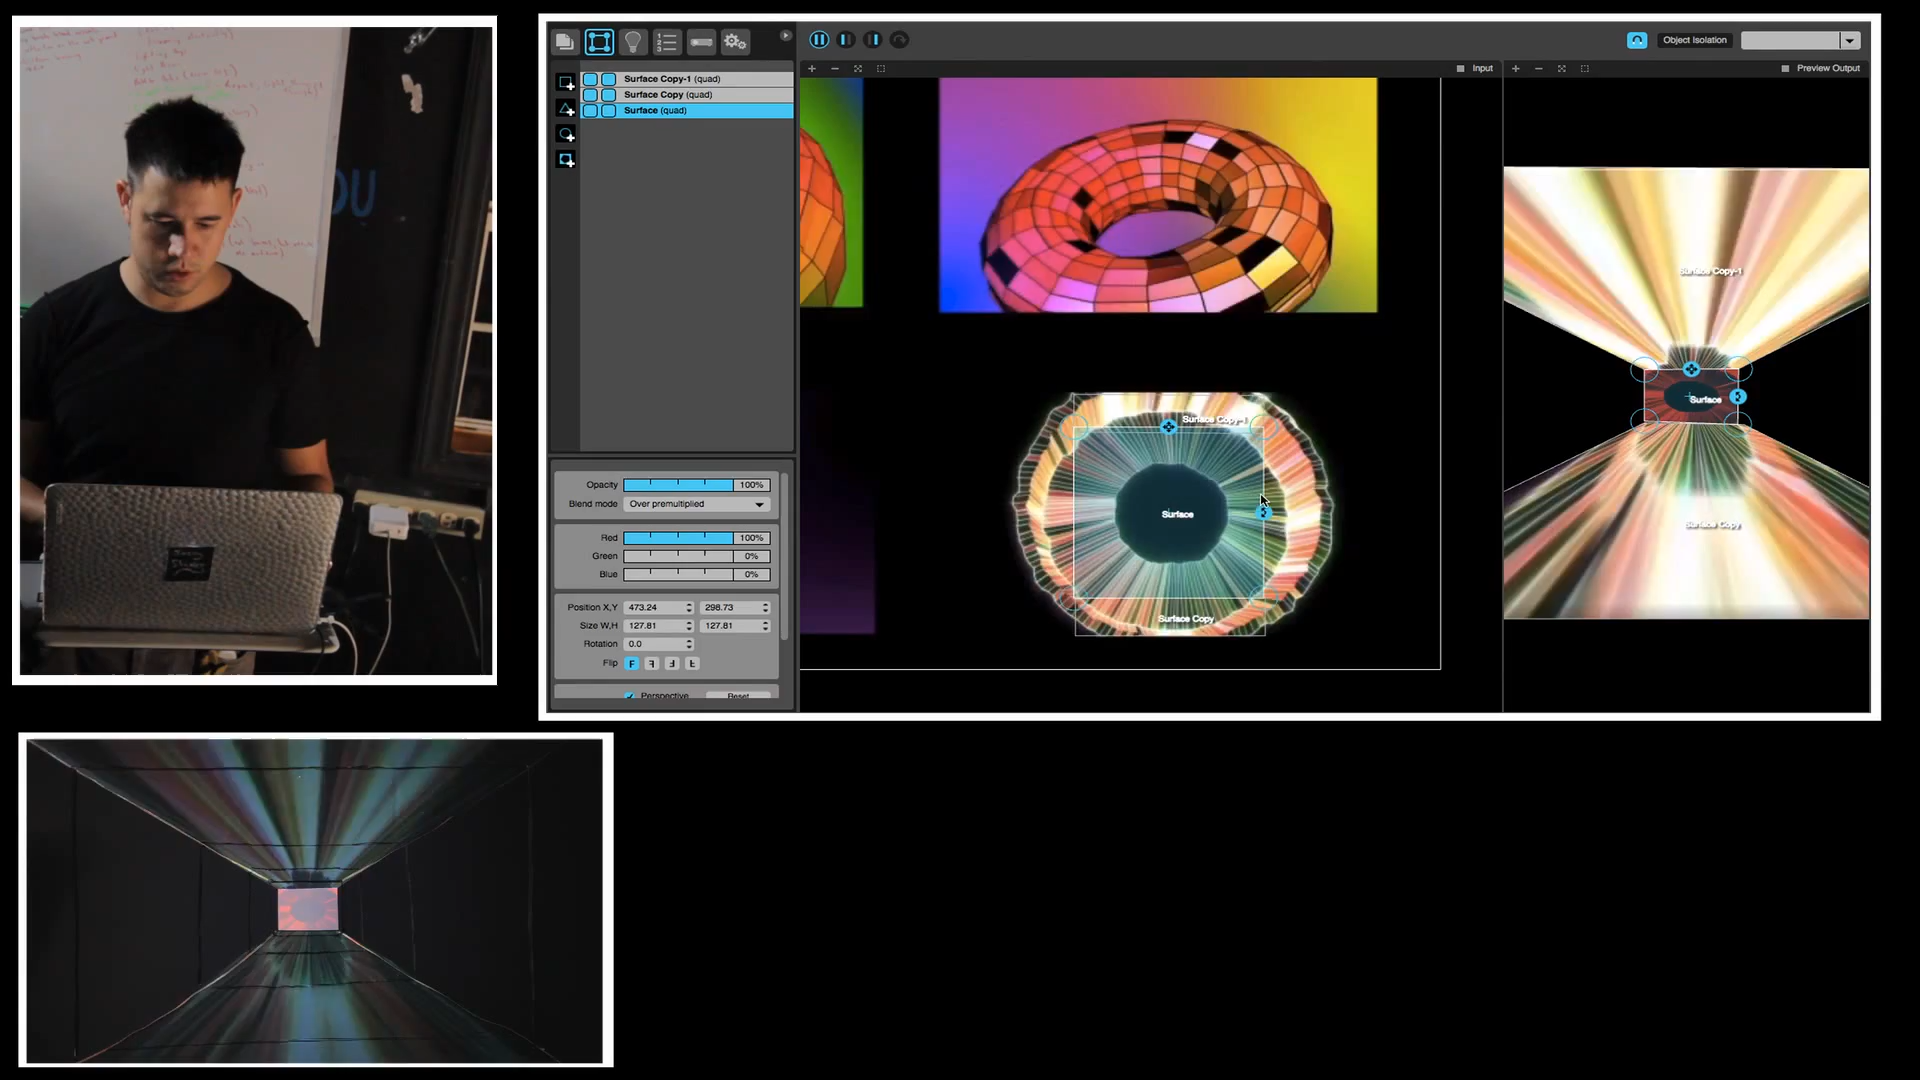 Surface Copy-1 (quad)
Surface Copy (quad)
Surface (quad)
Opacity 100%
Blend mode Over premultiplied
Red 100%
Green 0%
Blue 0%
Position X,Y 473.24 298.73
Size W,H 127.81 127.81
Rotation 0.0
Flip F
Perspective Reset
Object Isolation
Input
Preview Output
Surface Copy-1
Surface
Surface Copy
Surface Copy-1
Surface
Surface Copy
OU